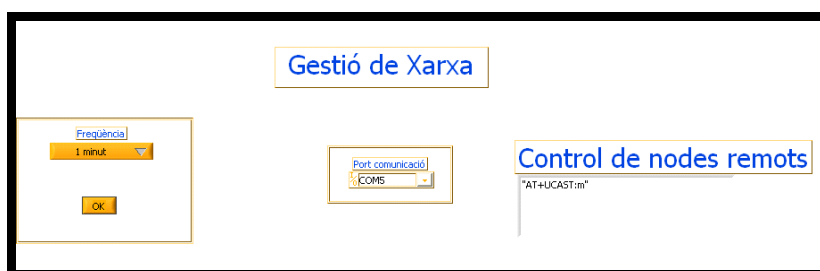 Gestió de Xarxa
Freqüència
1 minut
OK
Port comunicació
COM5
Control de nodes remots
"AT+UCAST:m"